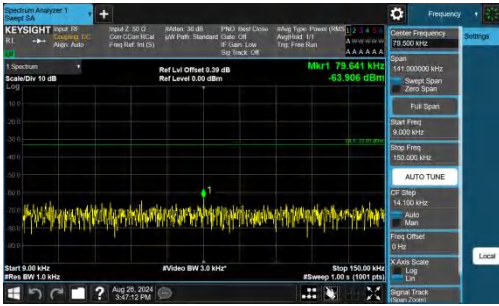 Spectrum Analyzer 1
Swept SA
+
Frequency
KEYSIGHT
Input: RF
Coupling: DC
Align: Auto
Input Z: 50 Ω
Corr CCorr RCal
Freq Ref: Int (S)
#Atten: 30 dB
µW Path: Standard
PNO: Best Close
Gate: Off
IF Gain: Low
Sig Track: Off
#Avg Type: Power (RMS)
Avg|Hold: 1/1
Trig: Free Run
A A A A A A
1 Spectrum
Scale/Div 10 dB
Log
Ref Lvl Offset 0.39 dB
Ref Level 0.00 dBm
Mkr1 79.641 kHz
-63.906 dBm
1
Start 9.00 kHz
#Res BW 1.0 kHz
#Video BW 3.0 kHz*
Stop 150.00 kHz
#Sweep 1.00 s (1001 pts)
Center Frequency
79.500 kHz
Settings
Span
141.000000 kHz
Swept Span
Zero Span
Full Span
Start Freq
9.000 kHz
Stop Freq
150.000 kHz
AUTO TUNE
CF Step
14.100 kHz
Auto
Man
Freq Offset
0 Hz
X Axis Scale
Log
Lin
Local
Signal Track
(Span Zoom)
?
Aug 26, 2024
3:47:12 PM